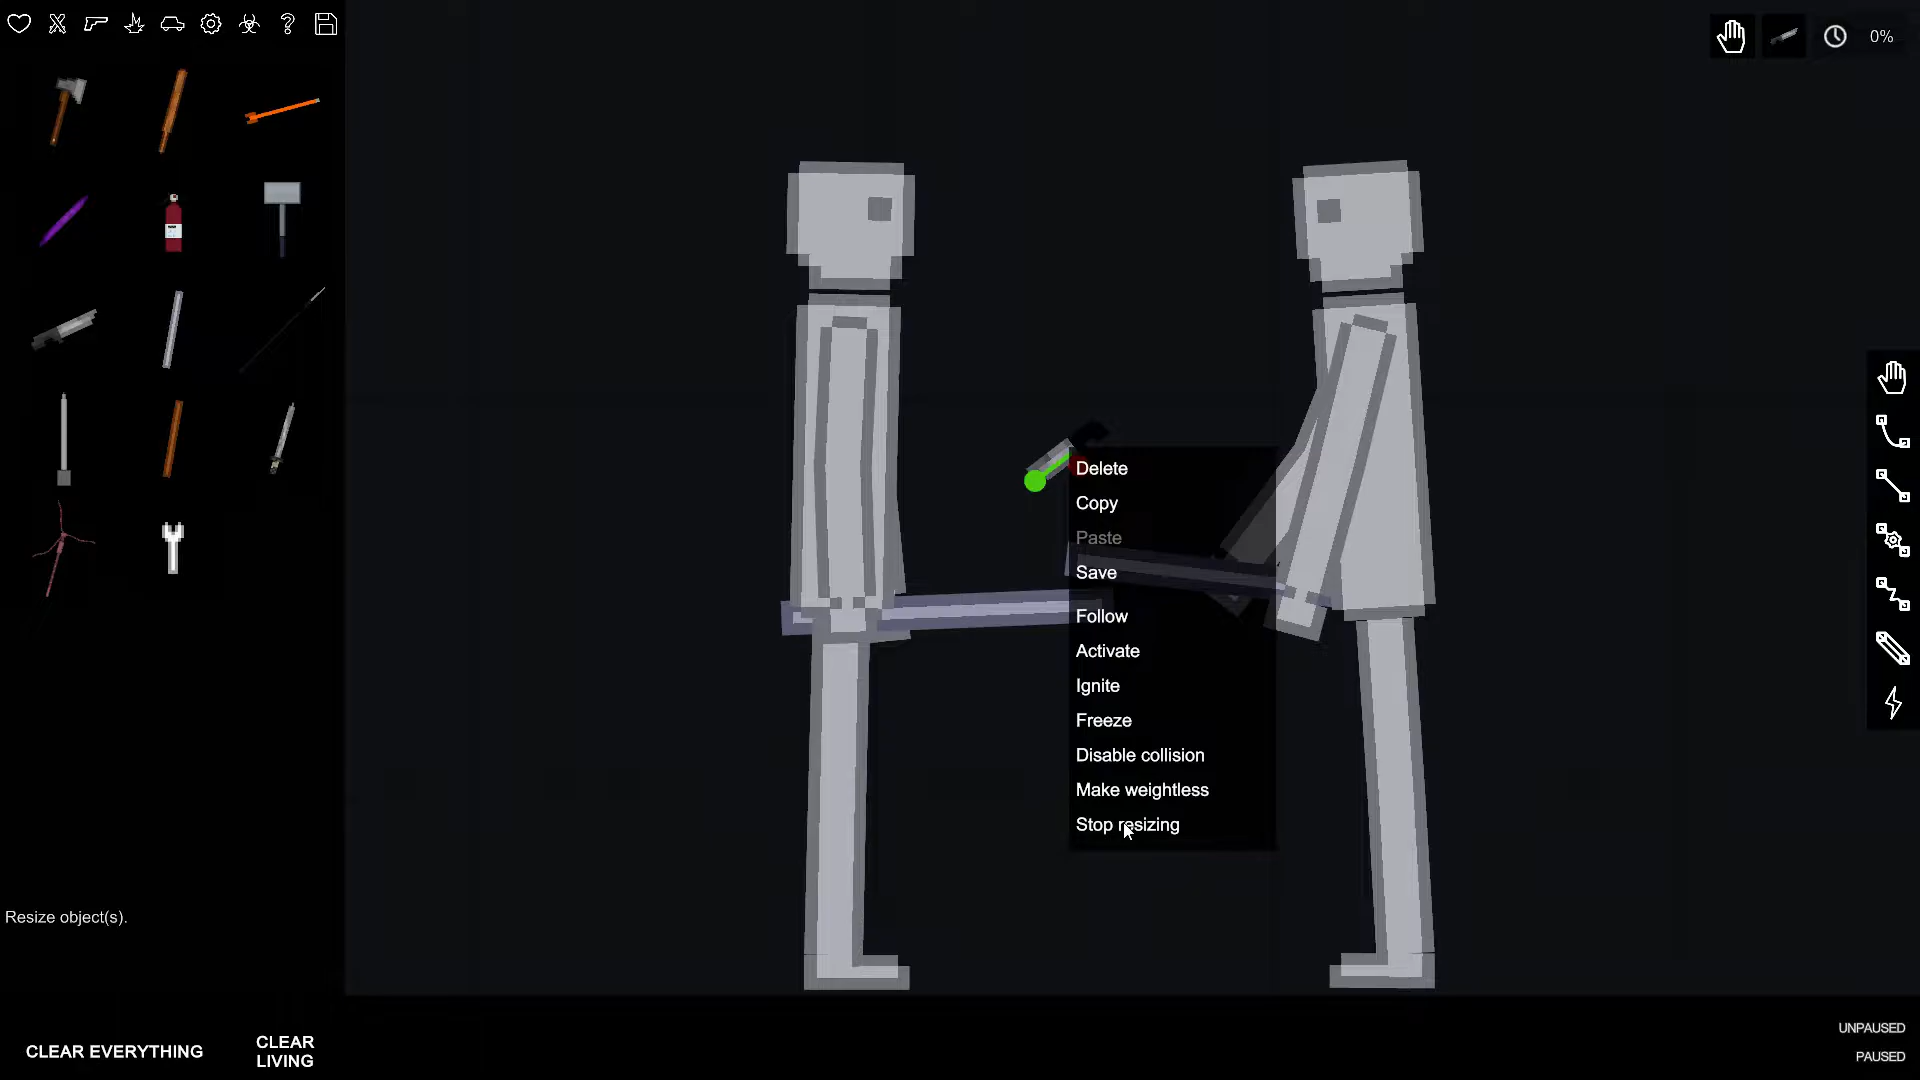 0%
Delete
Copy
Paste
Save
Follow
Activate
Ignite
Freeze
Disable collision
Make weightless
Stop resizing
Resize object(s).
CLEAR EVERYTHING
CLEAR
LIVING
UNPAUSED
PAUSED